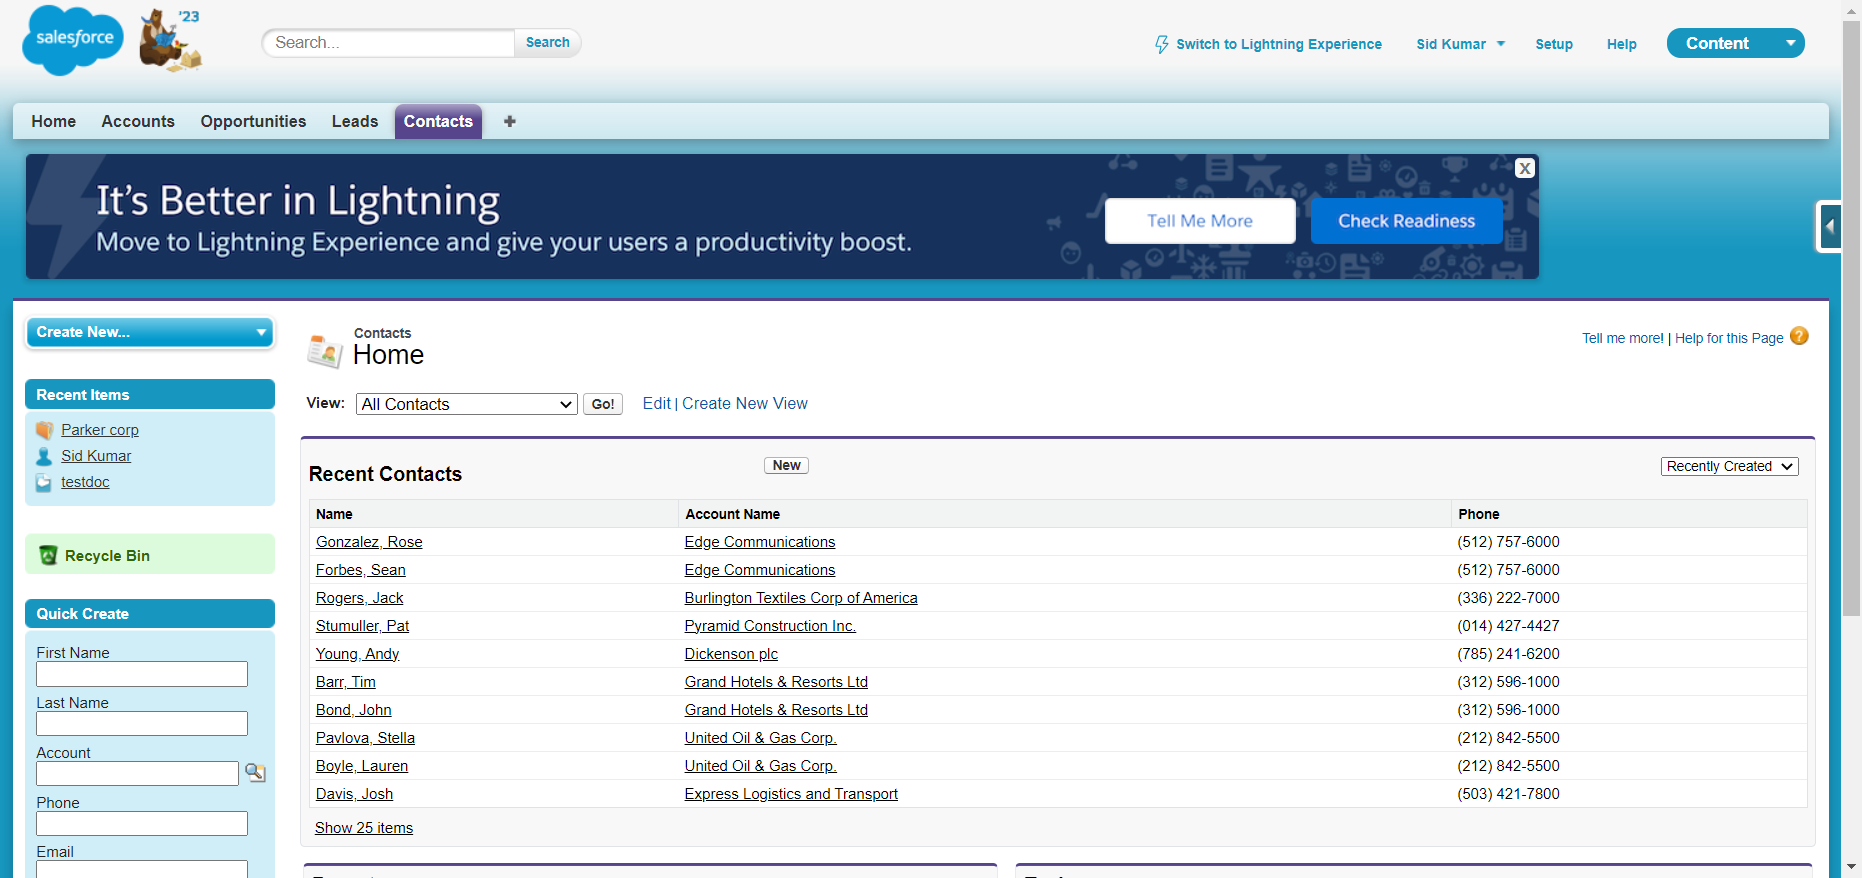 salesforce
'23
Search...
Search
Switch to Lightning Experience
Sid Kumar
Setup
Help
Content
Home
Accounts
Opportunities
Leads
Contacts
+
It's Better in Lightning
Move to Lightning Experience and give your users a productivity boost.
Tell Me More
Check Readiness
X
Create New...
Recent Items
Parker corp
Sid Kumar
testdoc
Recycle Bin
Quick Create
First Name
Last Name
Account
Phone
Email
Contacts
Home
Tell me more! | Help for this Page ?
View: All Contacts Go! Edit | Create New View
Recent Contacts New Recently Created
Name Account Name Phone
Gonzalez, Rose Edge Communications (512) 757-6000
Forbes, Sean Edge Communications (512) 757-6000
Rogers, Jack Burlington Textiles Corp of America (336) 222-7000
Stumuller, Pat Pyramid Construction Inc. (014) 427-4427
Young, Andy Dickenson plc (785) 241-6200
Barr, Tim Grand Hotels & Resorts Ltd (312) 596-1000
Bond, John Grand Hotels & Resorts Ltd (312) 596-1000
Pavlova, Stella United Oil & Gas Corp. (212) 842-5500
Boyle, Lauren United Oil & Gas Corp. (212) 842-5500
Davis, Josh Express Logistics and Transport (503) 421-7800
Show 25 items